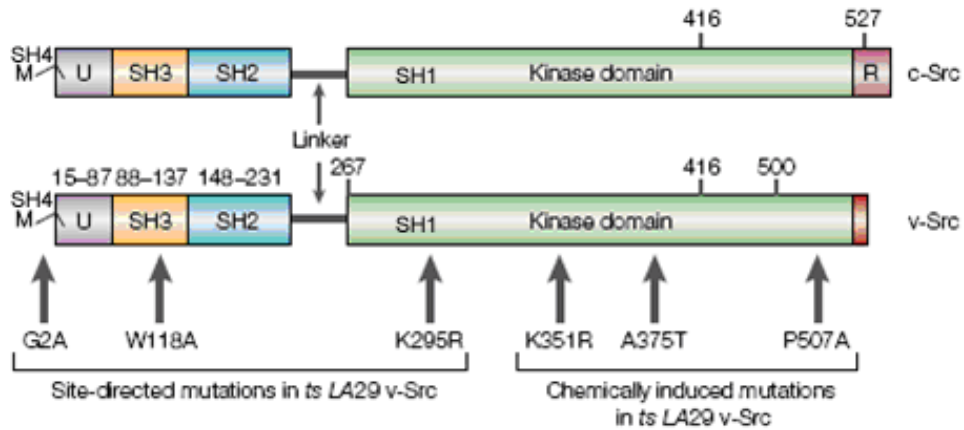 416 527
SH4
M U SH3 SH2 SH1 Kinase domain R c-Src
Linker
15–87 88–137 148–231 267 416 500
SH4
M U SH3 SH2 SH1 Kinase domain v-Src
G2A W118A K295R K351R A375T P507A
Site-directed mutations in ts LA29 v-Src Chemically induced mutations
in ts LA29 v-Src